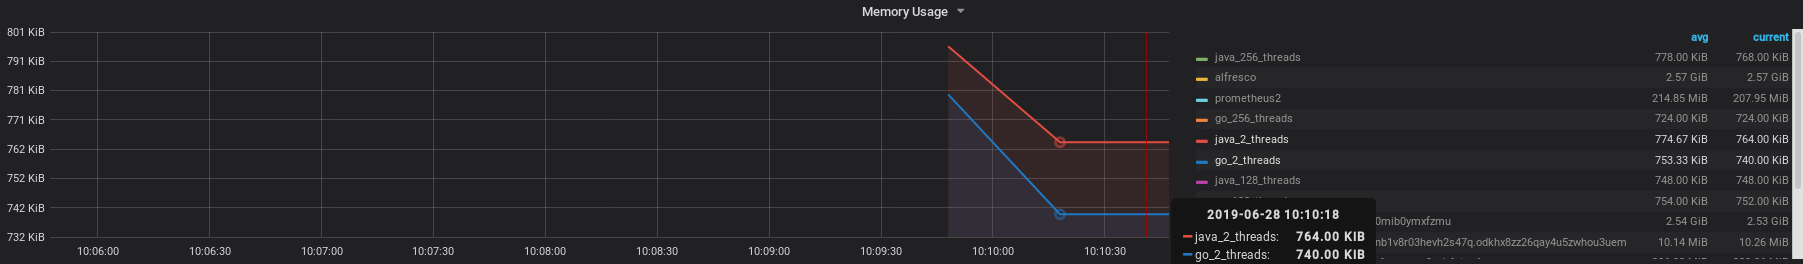 Memory Usage
801 KiB
791 KiB
781 KiB
771 KiB
762 KiB
752 KiB
742 KiB
732 KiB
10:06:00 10:06:30 10:07:00 10:07:30 10:08:00 10:08:30 10:09:00 10:09:30 10:10:00 10:10:30
avg current
java_256_threads 778.00 KiB 768.00 KiB
alfresco 2.57 GiB 2.57 GiB
prometheus2 214.85 MiB 207.95 MiB
go_256_threads 724.00 KiB 724.00 KiB
java_2_threads 774.67 KiB 764.00 KiB
go_2_threads 753.33 KiB 740.00 KiB
java_128_threads 748.00 KiB 748.00 KiB
754.00 KiB 752.00 KiB
0mib0ymxfzmu 2.54 GiB 2.53 GiB
nb1v8r03hevh2s47q.odkhx8zz26qay4u5zwhou3uem 10.14 MiB 10.26 MiB
2019-06-28 10:10:18
java_2_threads: 764.00 KiB
go_2_threads: 740.00 KiB